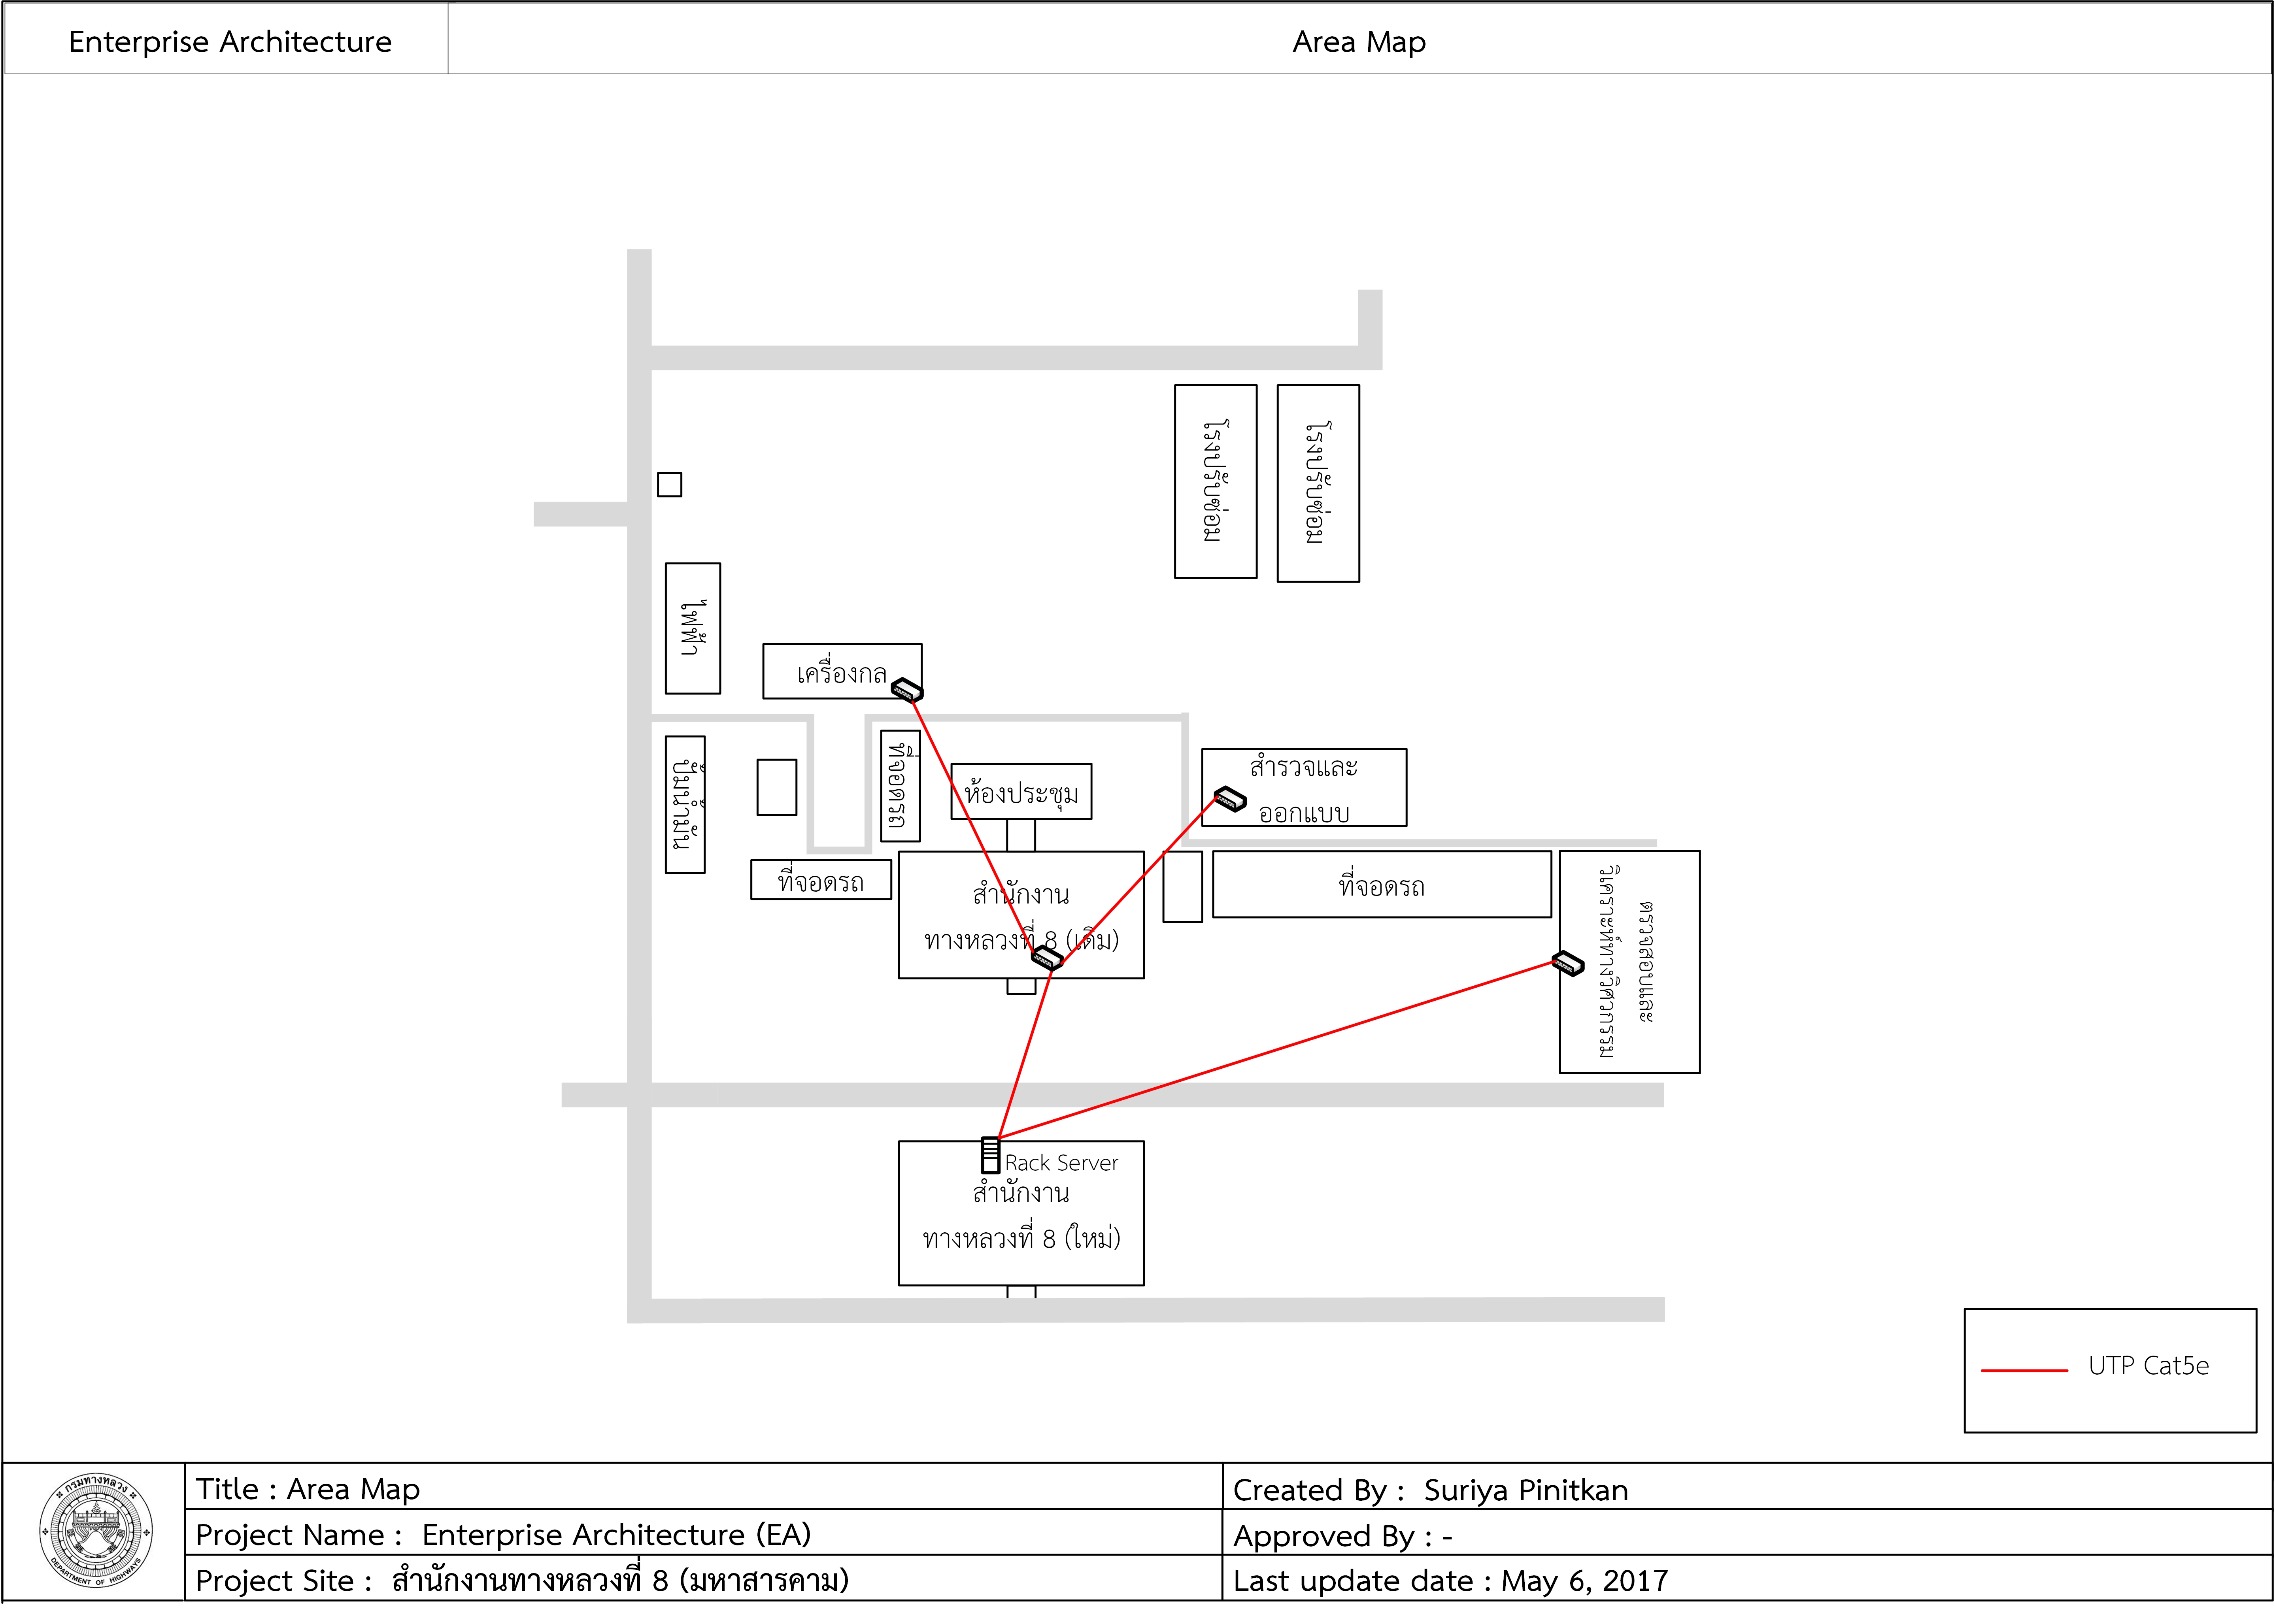 Enterprise Architecture
Area Map
โรงปรับซ่อม
โรงปรับซ่อม
ไฟฟ้า
เครื่องกล
ปั๊มน้ำมัน
ที่จอดรถ
ห้องประชุม
สำรวจและ
ออกแบบ
ที่จอดรถ
สำนักงาน
ทางหลวงที่ 8 (เดิม)
ที่จอดรถ
ตรวจสอบและ
วิเคราะห์ทางวิศวกรรม
Rack Server
สำนักงาน
ทางหลวงที่ 8 (ใหม่)
UTP Cat5e
กรมทางหลวง
DEPARTMENT OF HIGHWAYS
Title : Area Map
Created By : Suriya Pinitkan
Project Name : Enterprise Architecture (EA)
Approved By : -
Project Site : สำนักงานทางหลวงที่ 8 (มหาสารคาม)
Last update date : May 6, 2017